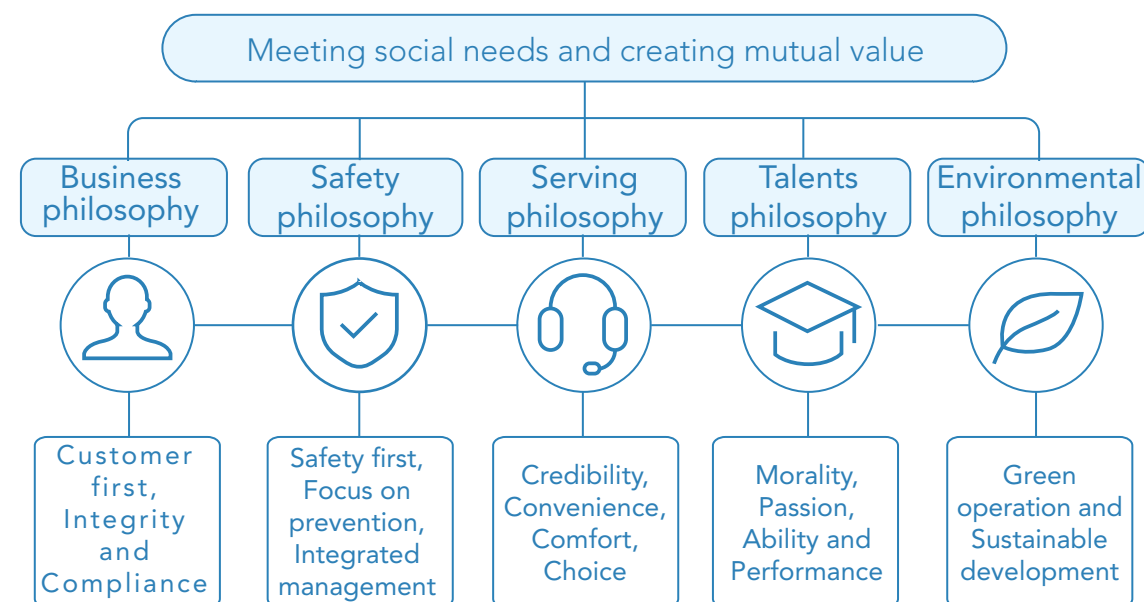 Meeting social needs and creating mutual value
Business
philosophy
Safety
philosophy
Serving
philosophy
Talents
philosophy
Environmental
philosophy
Customer
first,
Integrity
and
Compliance
Safety first,
Focus on
prevention,
Integrated
management
Credibility,
Convenience,
Comfort,
Choice
Morality,
Passion,
Ability and
Performance
Green
operation and
Sustainable
development